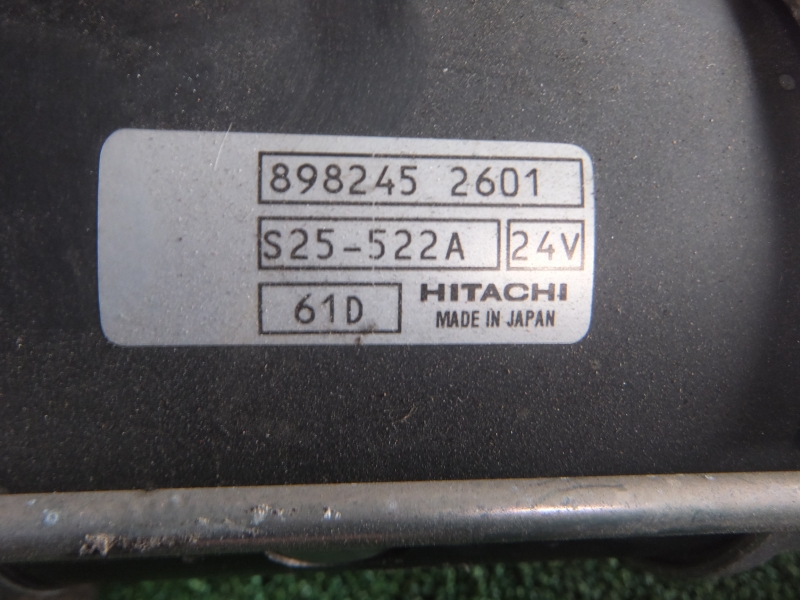 898245 2601
S25-522A 24V
61D HITACHI
MADE IN JAPAN